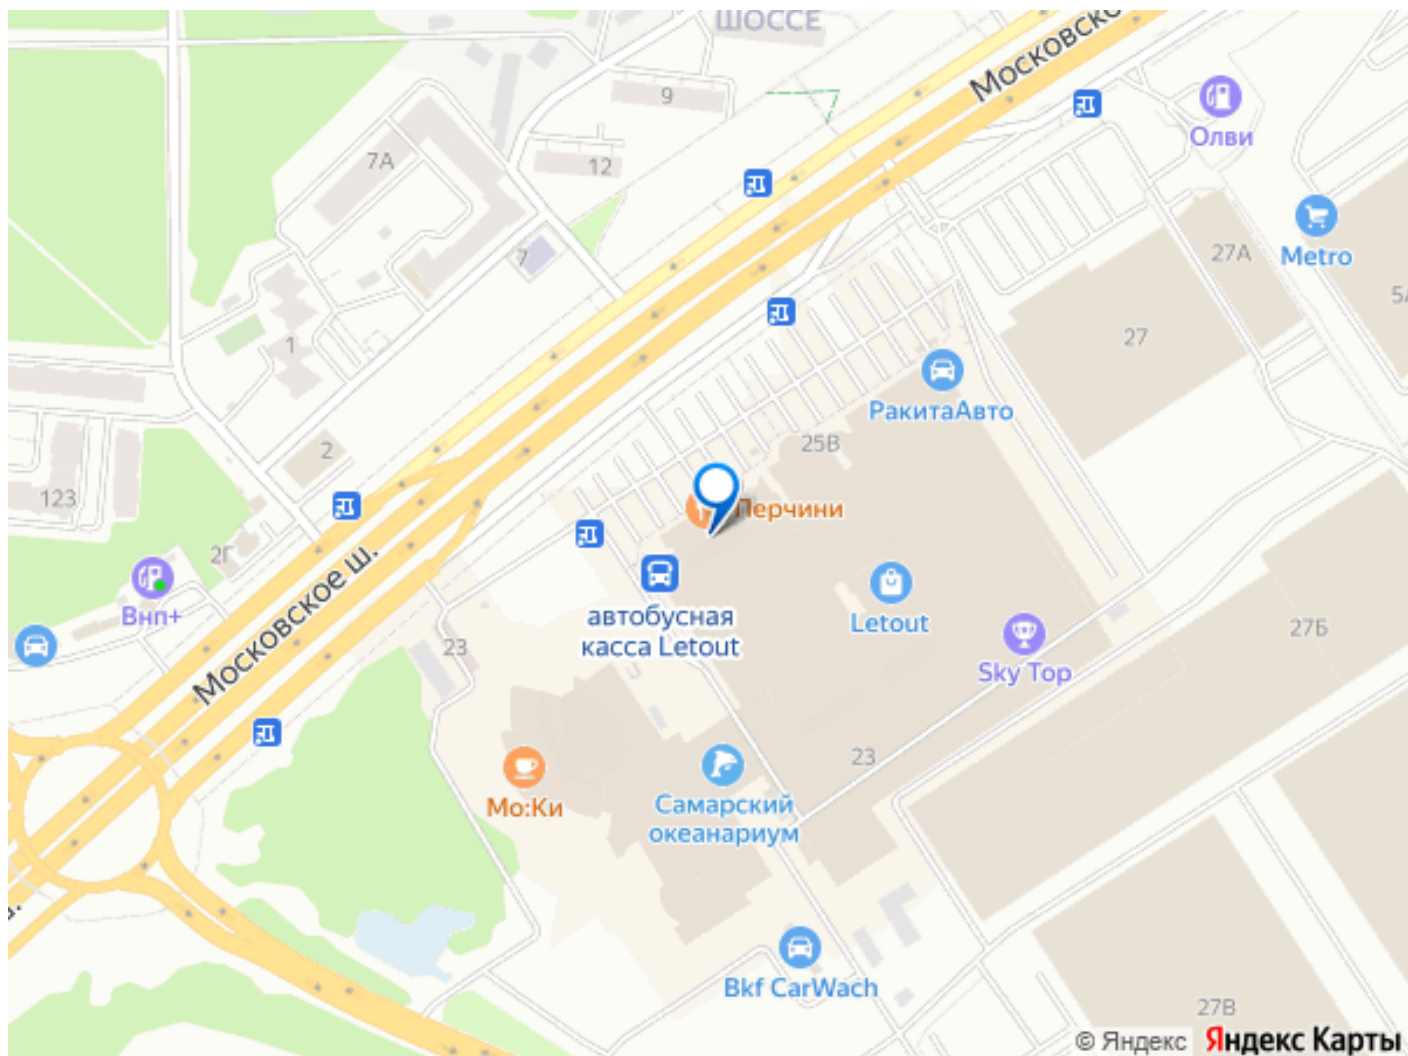 ШОССЕ
Московско
9
7А
12
Олви
7
27А
Metro
5А
27
1
РакитаАвто
25В
2
123
Перчини
2Г
Московское ш.
Внп+
автобусная
касса Letout
Letout
23
Sky Top
27Б
23
Мо:Ки
Самарский
океанариум
ш.
Bkf CarWach
27В
© Яндекс
Яндекс Карты